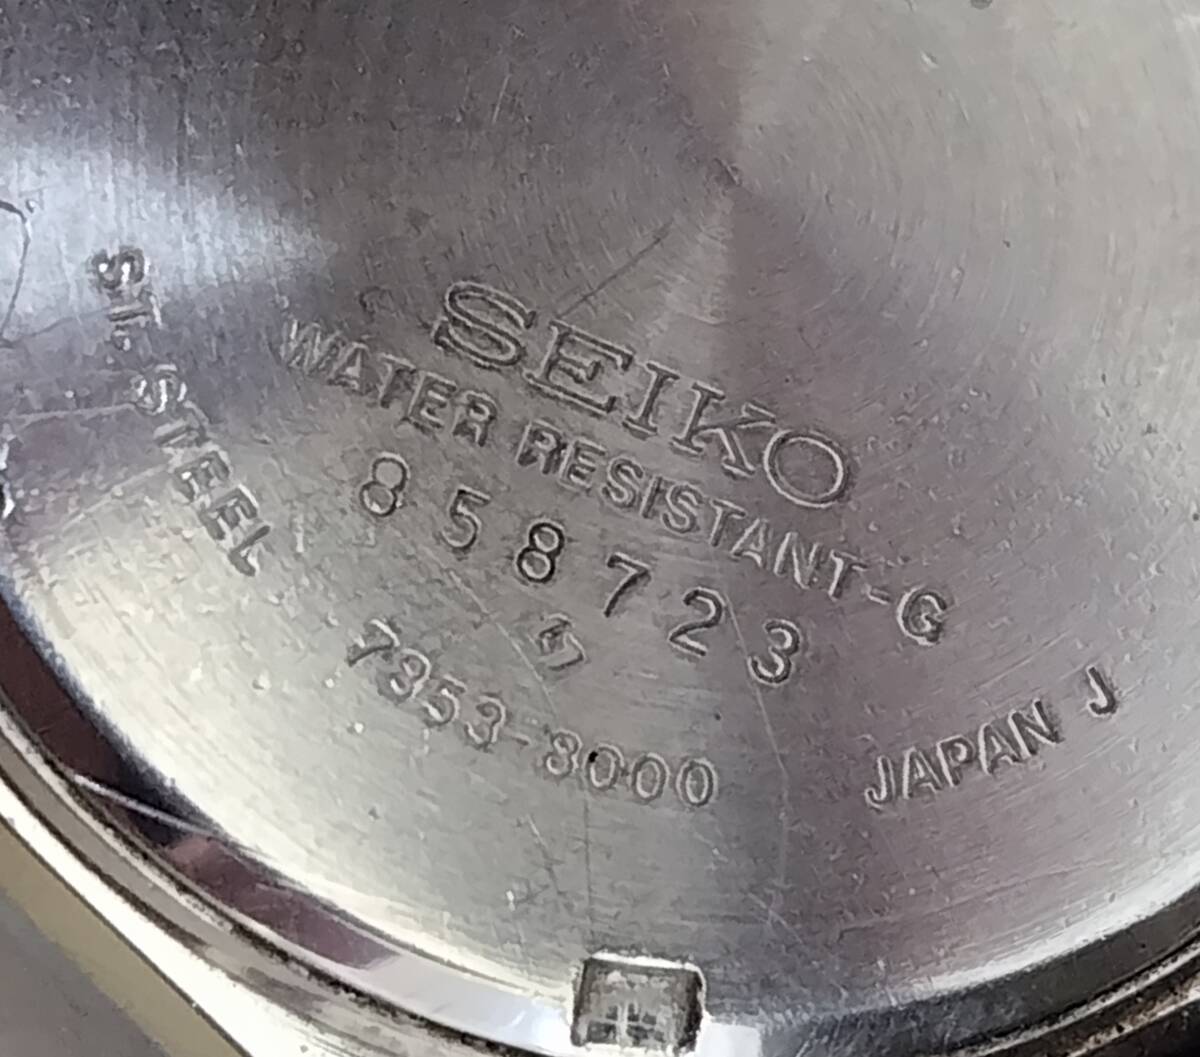 ST. STEEL
SEIKO
WATER RESISTANT-G
858723
7353-8000
JAPAN J